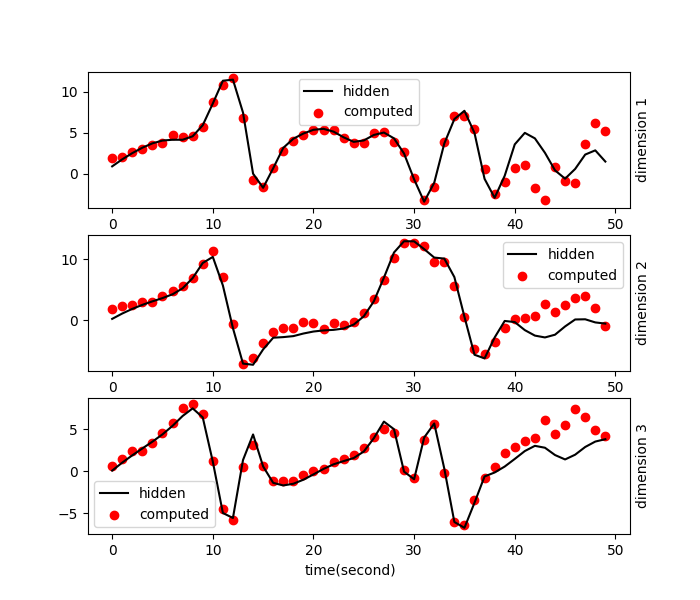 10
5
0
hidden
computed
dimension 1
0 10 20 30 40 50
10
0
hidden
computed
dimension 2
0 10 20 30 40 50
5
0
−5
hidden
computed
dimension 3
0 10 20 30 40 50
time(second)